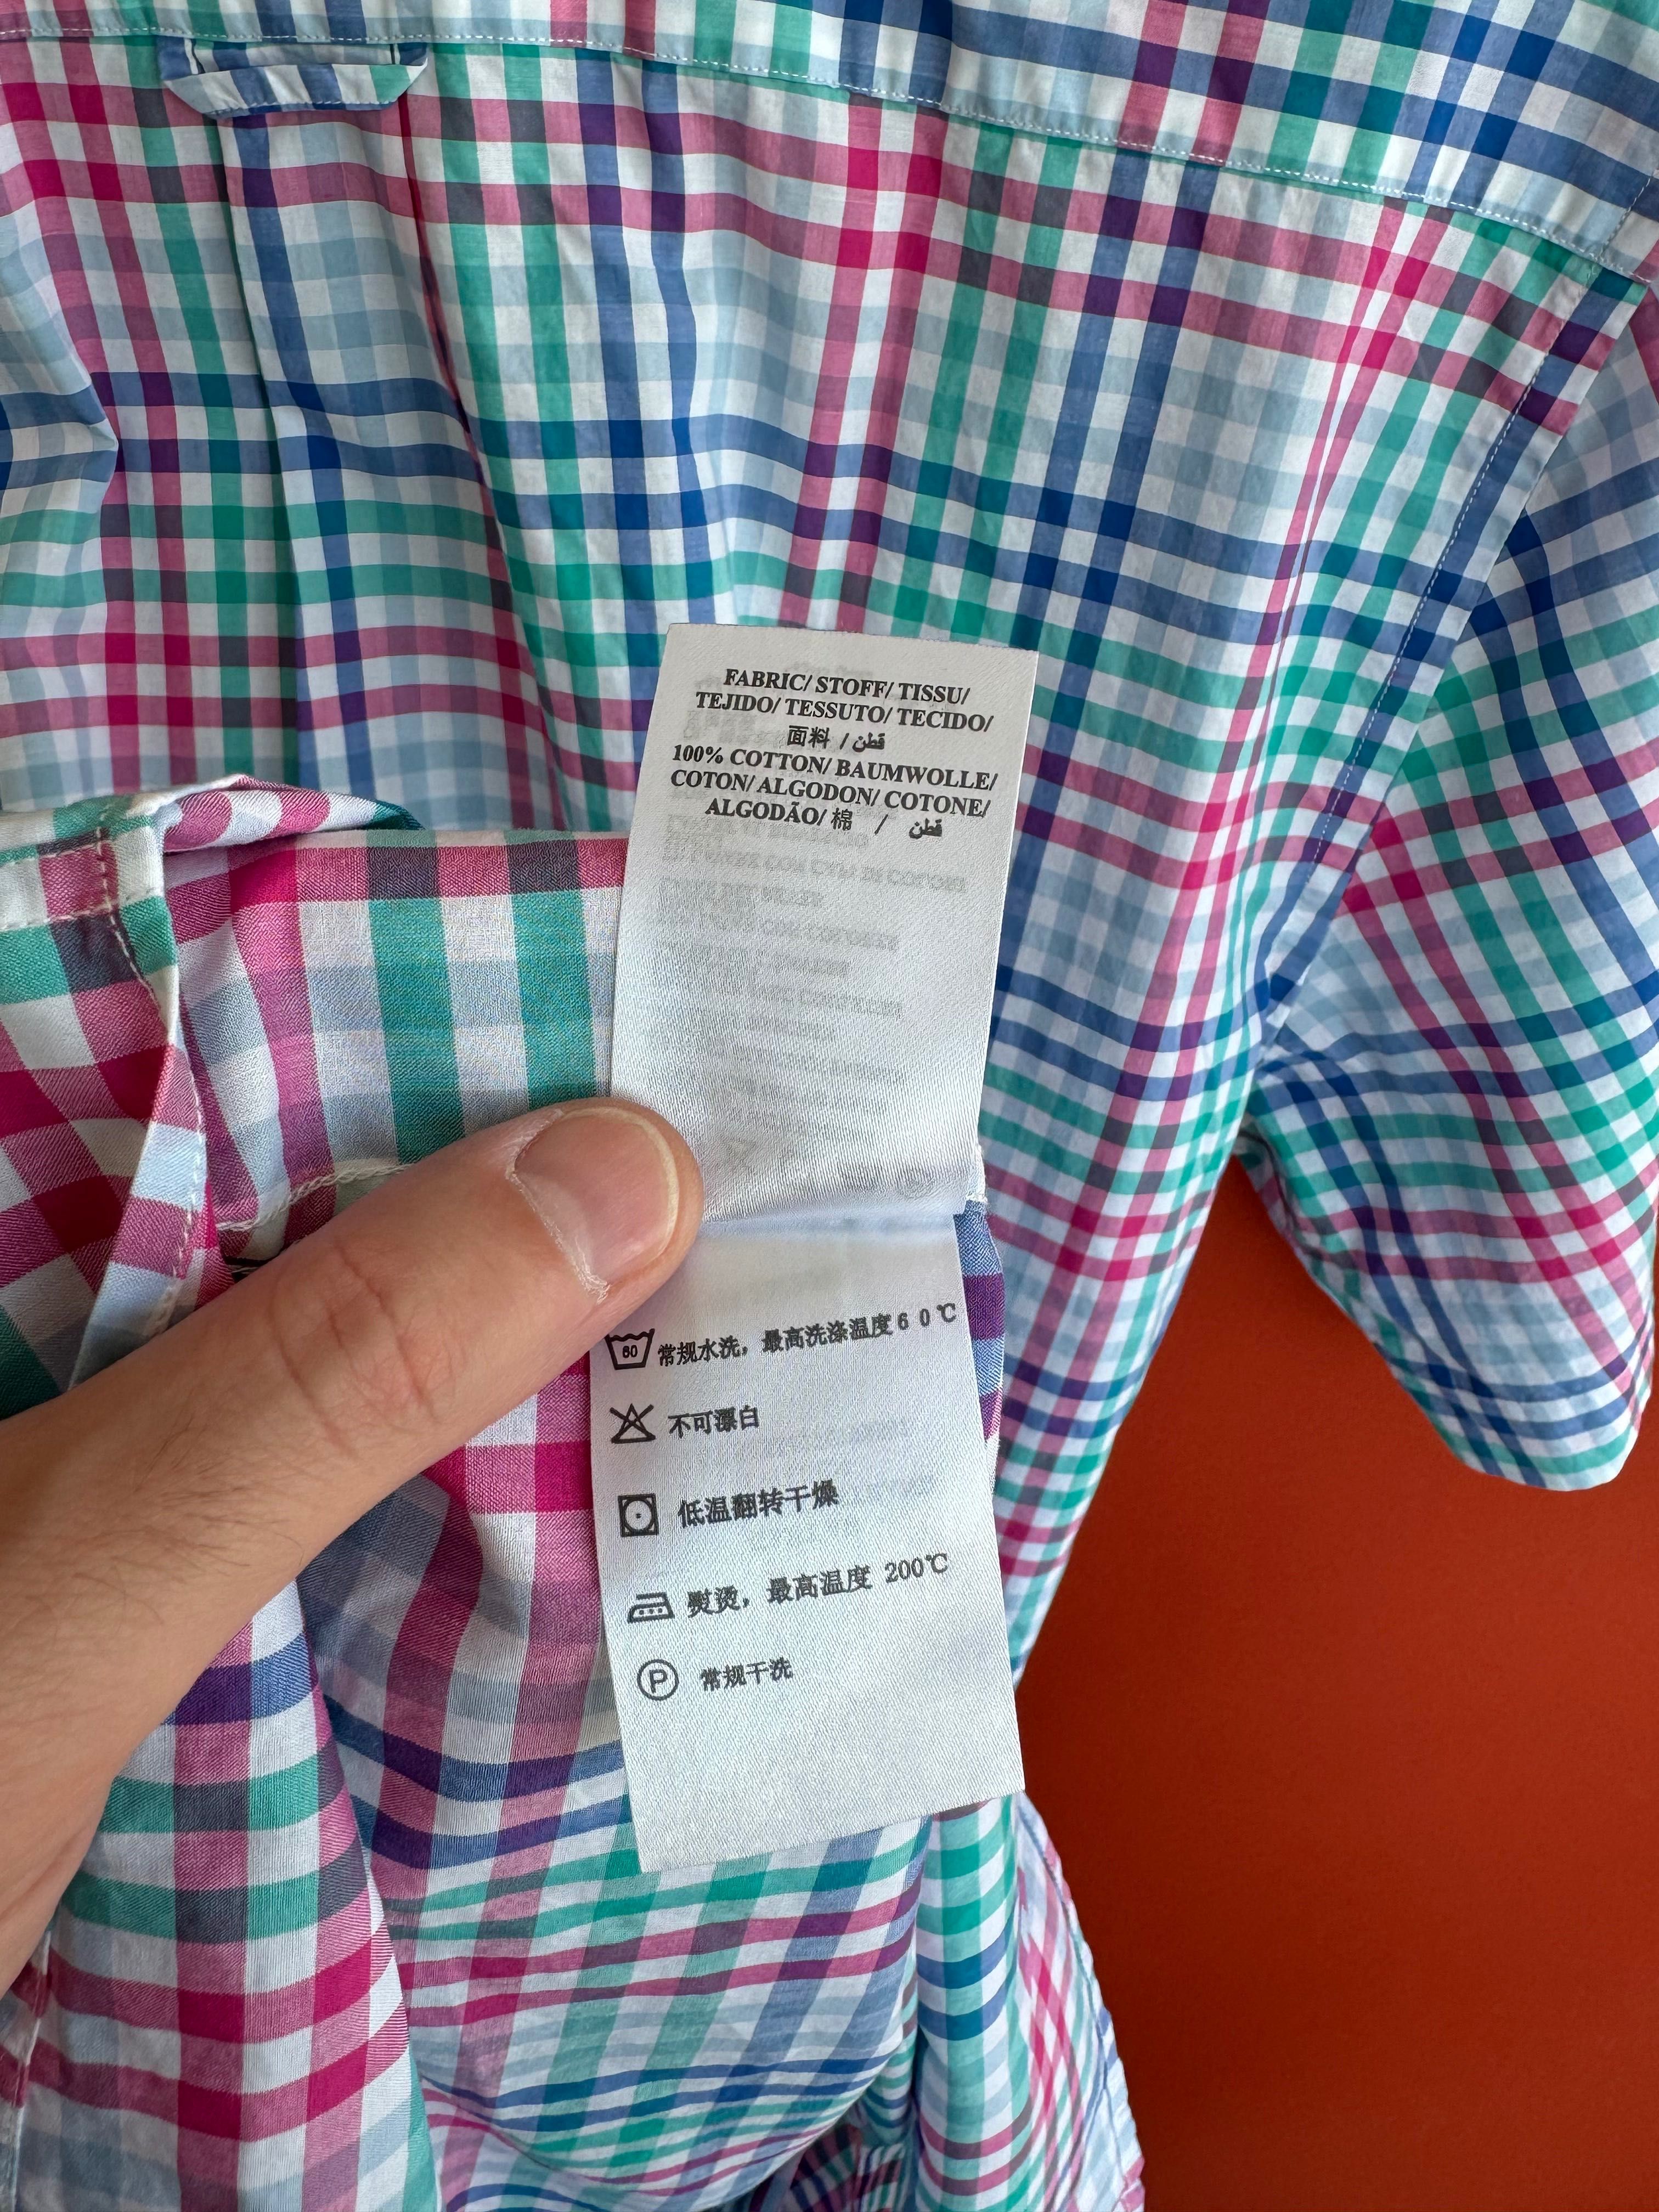 FABRIC/ STOFF/ TISSU/
TEJIDO/ TESSUTO/ TECIDO/
面料 / قطن
100% COTTON/ BAUMWOLLE/
COTON/ ALGODON/ COTONE/
ALGODÃO/ 棉 / قطن
60 常规水洗，最高洗涤温度60℃
不可漂白
低温翻转干燥
熨烫，最高温度 200℃
P 常规干洗